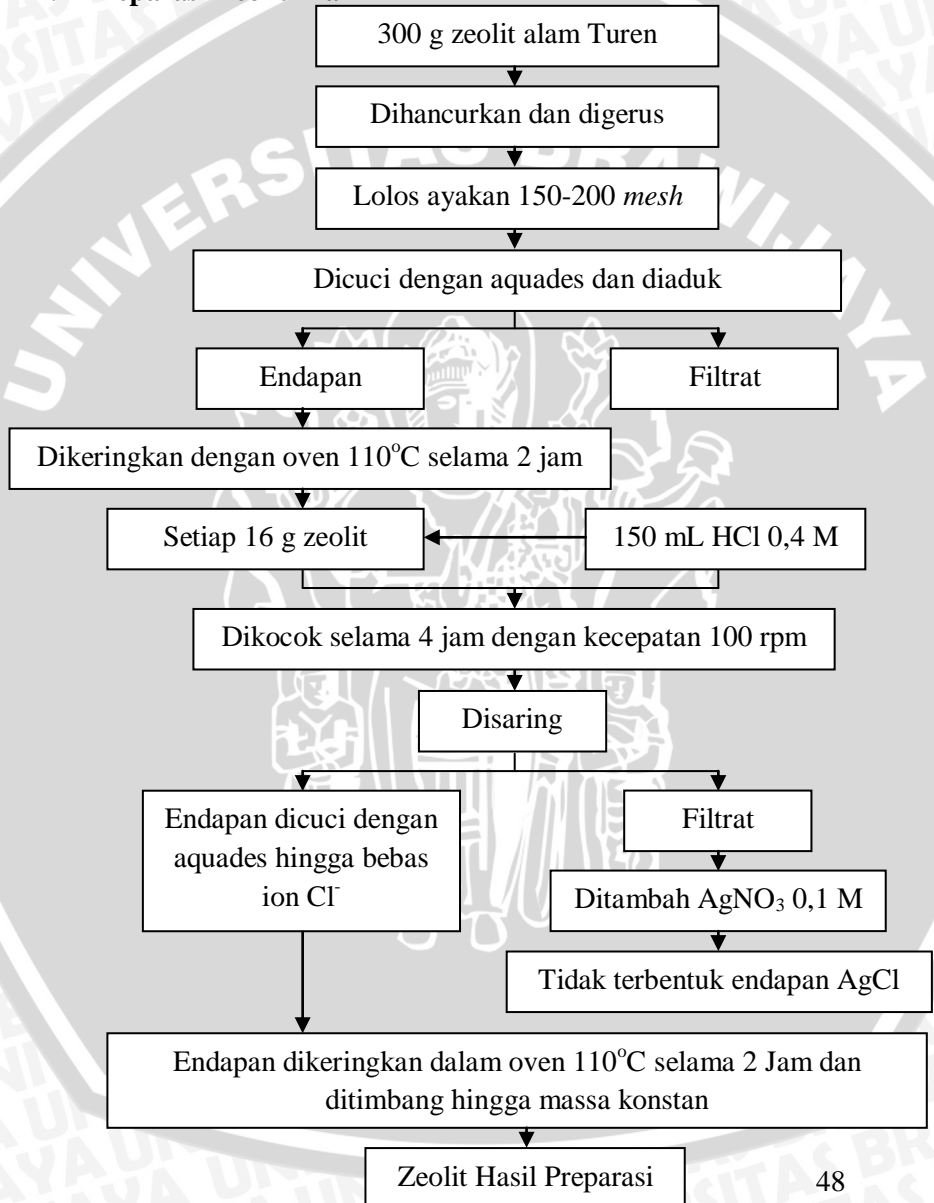 300 g zeolit alam Turen
Dihancurkan dan digerus
Lolos ayakan 150-200 mesh
Dicuci dengan aquades dan diaduk
Endapan
Filtrat
Dikeringkan dengan oven 110°C selama 2 jam
Setiap 16 g zeolit
150 mL HCl 0,4 M
Dikocok selama 4 jam dengan kecepatan 100 rpm
Disaring
Endapan dicuci dengan
aquades hingga bebas
ion Cl⁻
Filtrat
Ditambah AgNO₃ 0,1 M
Tidak terbentuk endapan AgCl
Endapan dikeringkan dalam oven 110°C selama 2 Jam dan
ditimbang hingga massa konstan
Zeolit Hasil Preparasi
48